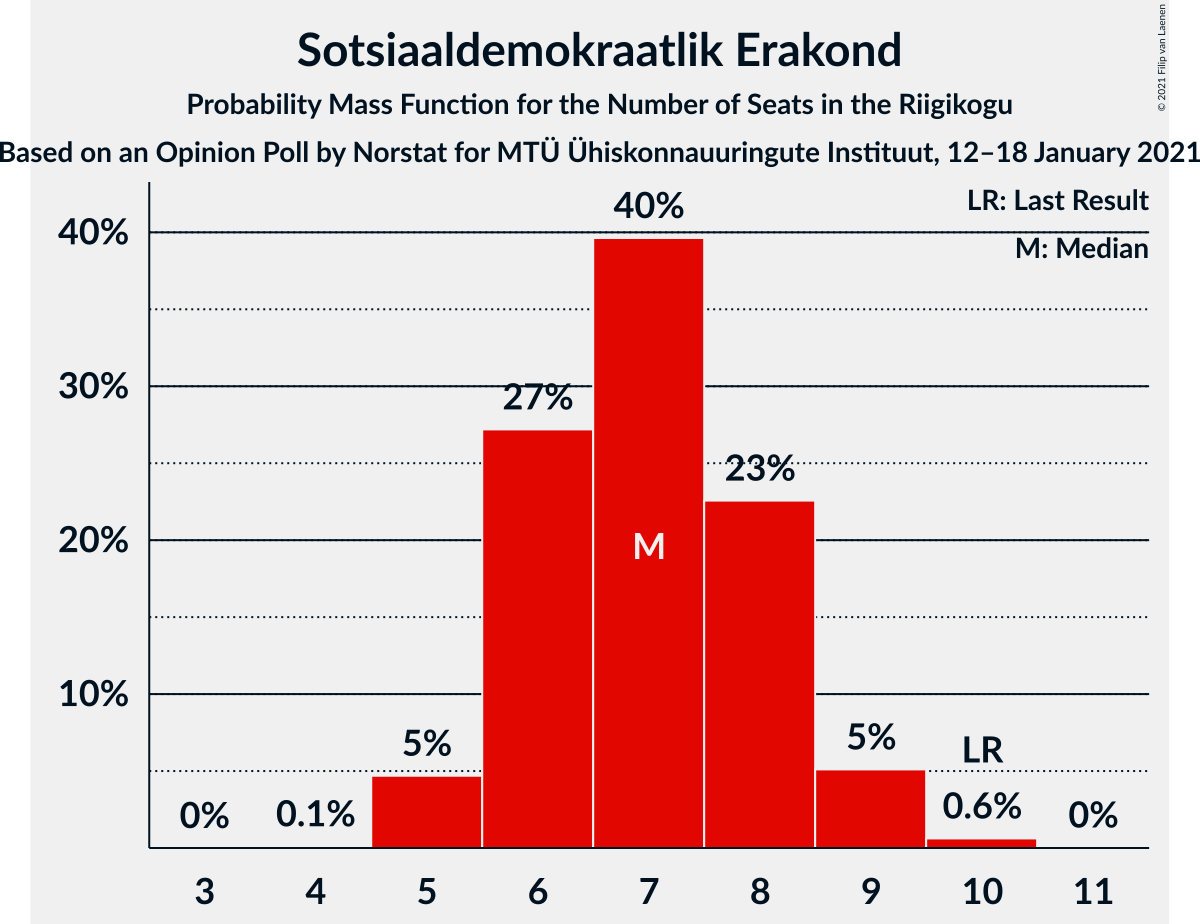 Sotsiaaldemokraatlik Erakond
Probability Mass Function for the Number of Seats in the Riigikogu
Based on an Opinion Poll by Norstat for MTÜ Ühiskonnauuringute Instituut, 12–18 January 2021
© 2021 Filip van Laenen
LR: Last Result
M: Median
40%
30%
20%
10%
0%
0.1%
5%
27%
40%
M
23%
5%
LR
0.6%
0%
3 4 5 6 7 8 9 10 11